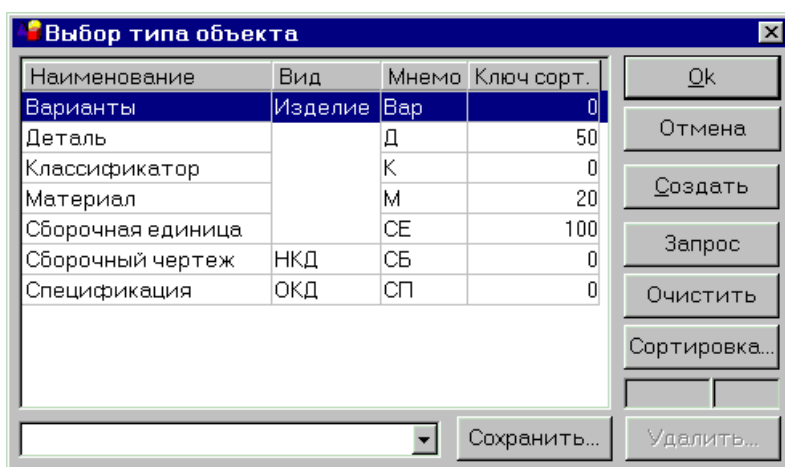 Выбор типа объекта
Наименование Вид Мнемо Ключ сорт.
Варианты Изделие Вар 0
Деталь Д 50
Классификатор К 0
Материал М 20
Сборочная единица СЕ 100
Сборочный чертеж НКД СБ 0
Спецификация ОКД СП 0
Ok
Отмена
Создать
Запрос
Очистить
Сортировка...
Сохранить...
Удалить...